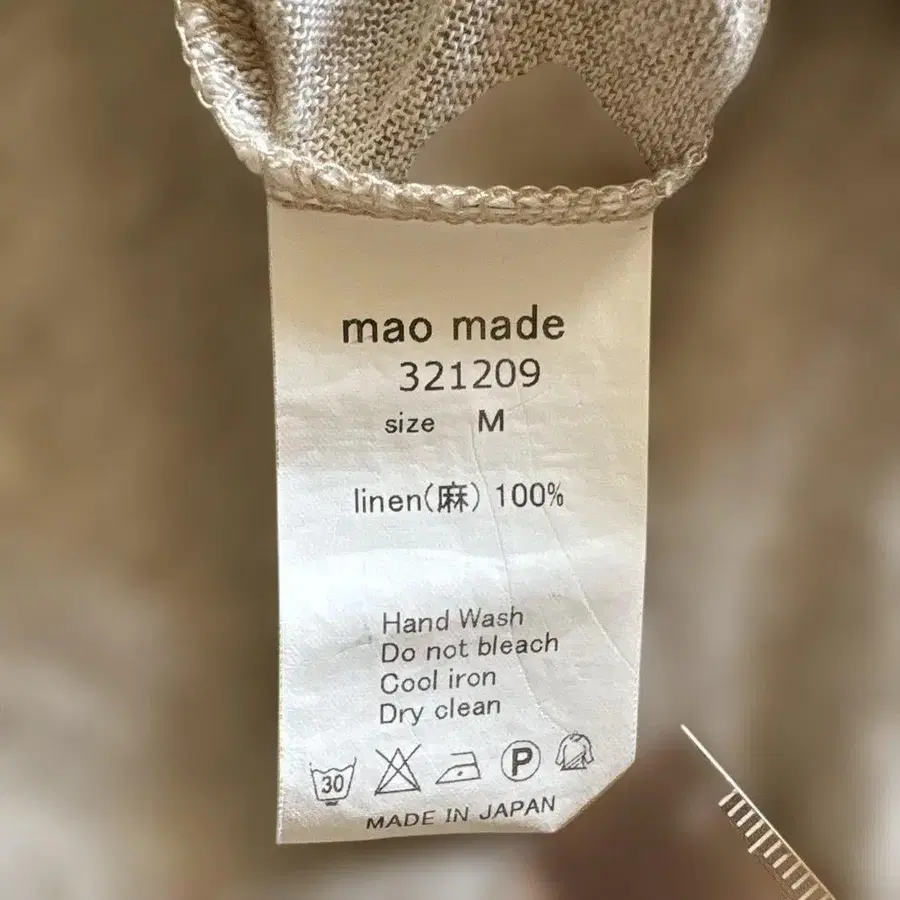 mao made
321209
size M
linen(麻) 100%
Hand Wash
Do not bleach
Cool iron
Dry clean
30 P
MADE IN JAPAN